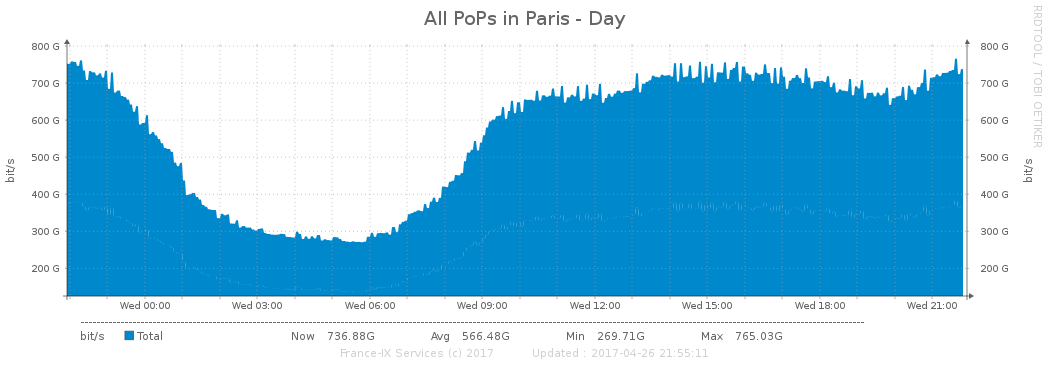 All PoPs in Paris - Day
RRDTOOL / TOBI OETIKER
800 G 800 G
700 G 700 G
600 G 600 G
500 G 500 G
400 G 400 G
300 G 300 G
200 G 200 G
bit/s bit/s
Wed 00:00 Wed 03:00 Wed 06:00 Wed 09:00 Wed 12:00 Wed 15:00 Wed 18:00 Wed 21:00
bit/s Total Now 736.88G Avg 566.48G Min 269.71G Max 765.03G
France-IX Services (c) 2017 Updated : 2017-04-26 21:55:11